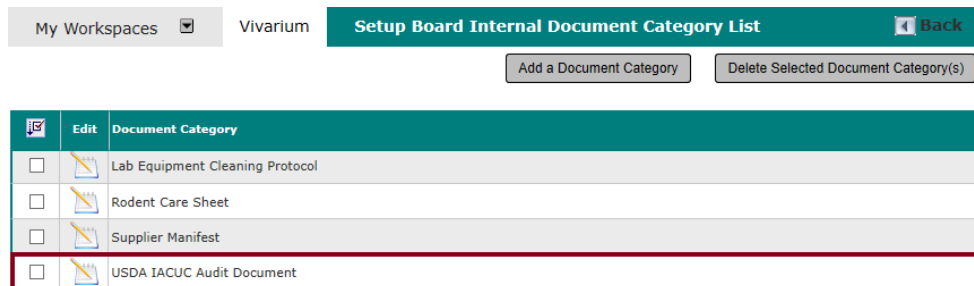 My Workspaces Vivarium Setup Board Internal Document Category List Back
Add a Document Category Delete Selected Document Category(s)
Edit Document Category
Lab Equipment Cleaning Protocol
Rodent Care Sheet
Supplier Manifest
USDA IACUC Audit Document